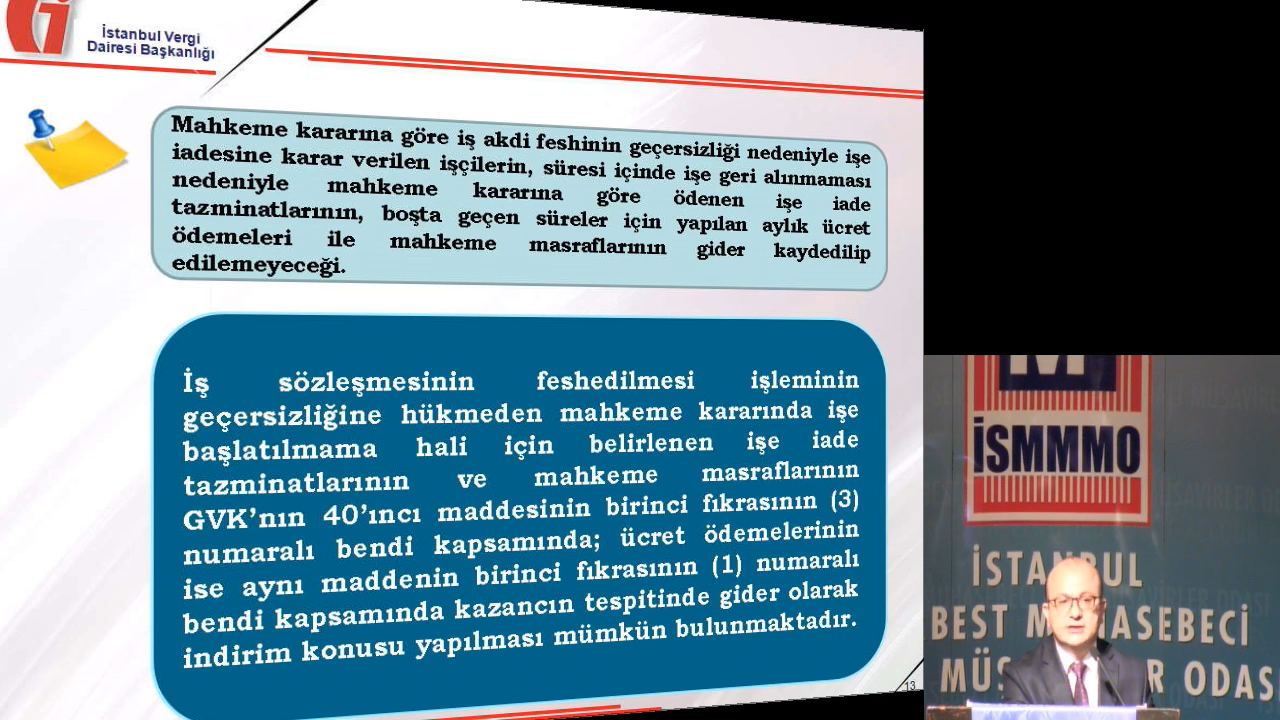 İstanbul Vergi
Dairesi Başkanlığı
Mahkeme kararına göre iş akdi feshinin geçersizliği nedeniyle işe
iadesine karar verilen işçilerin, süresi içinde işe geri alınmaması
nedeniyle mahkeme kararına göre ödenen işe iade
tazminatlarının, boşta geçen süreler için yapılan aylık ücret
ödemeleri ile mahkeme masraflarının gider kaydedilip
edilemeyeceği.
İş sözleşmesinin feshedilmesi işleminin
geçersizliğine hükmeden mahkeme kararında işe
başlatılmama hali için belirlenen işe iade
tazminatlarının ve mahkeme masraflarının
GVK’nın 40’ıncı maddesinin birinci fıkrasının (3)
numaralı bendi kapsamında; ücret ödemelerinin
ise aynı maddenin birinci fıkrasının (1) numaralı
bendi kapsamında kazancın tespitinde gider olarak
indirim konusu yapılması mümkün bulunmaktadır.
13
İSMMMO
İSTA UL
BEST M ASEBECİ
MÜŞ R ODASI